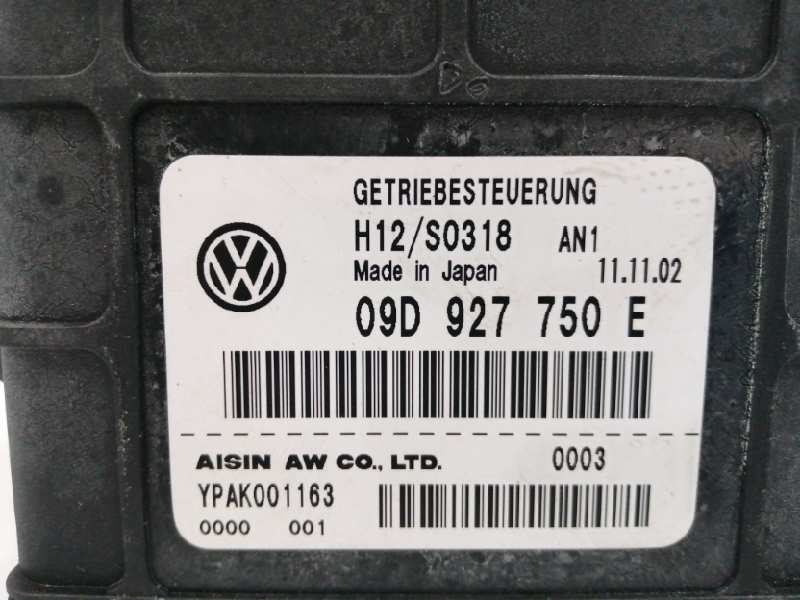 GETRIEBESTEUERUNG
H12/S0318 AN1
Made in Japan 11.11.02
09D 927 750 E
AISIN AW CO., LTD. 0003
YPAK001163
0000 001